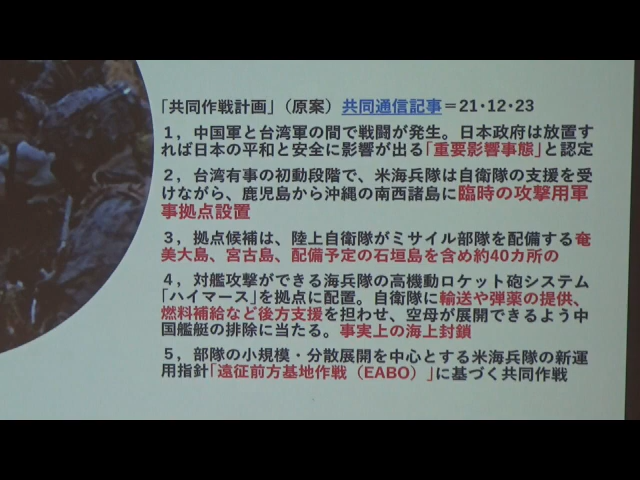 「共同作戦計画」（原案）共同通信記事＝21・12・23
1，中国軍と台湾軍の間で戦闘が発生。日本政府は放置す
れば日本の平和と安全に影響が出る「重要影響事態」と認定
2，台湾有事の初動段階で、米海兵隊は自衛隊の支援を受
けながら、鹿児島から沖縄の南西諸島に臨時の攻撃用軍
事拠点設置
3，拠点候補は、陸上自衛隊がミサイル部隊を配備する奄
美大島、宮古島、配備予定の石垣島を含め約40カ所の
4，対艦攻撃ができる海兵隊の高機動ロケット砲システム
「ハイマース」を拠点に配置。自衛隊に輸送や弾薬の提供、
燃料補給など後方支援を担わせ、空母が展開できるよう中
国艦艇の排除に当たる。事実上の海上封鎖
5，部隊の小規模・分散展開を中心とする米海兵隊の新運
用指針「遠征前方基地作戦（EABO）」に基づく共同作戦